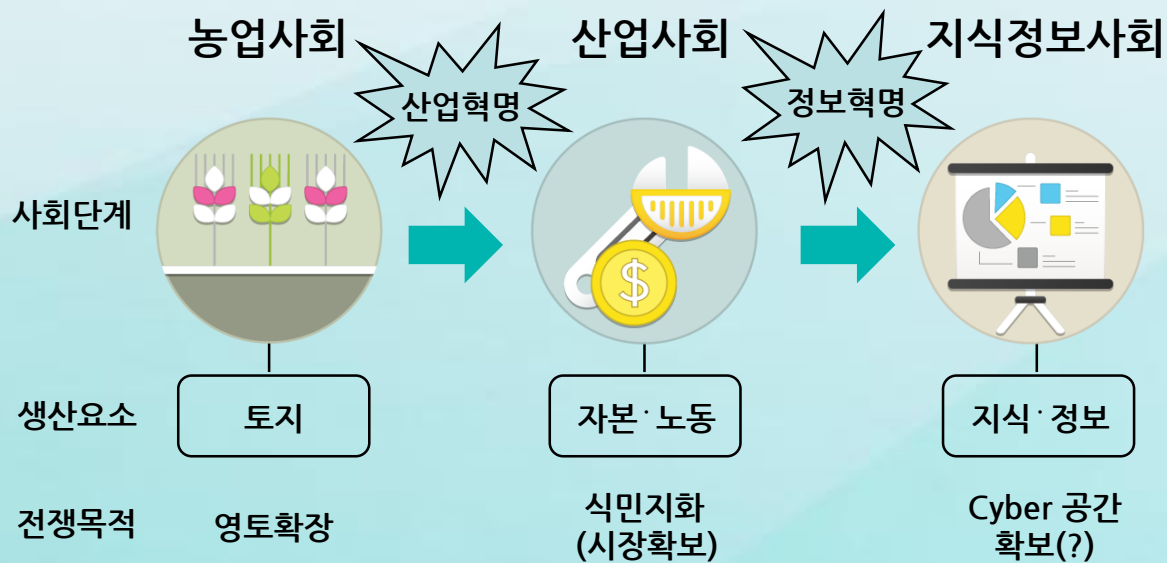 농업사회
산업혁명
산업사회
정보혁명
지식정보사회
사회단계
$
생산요소
토지
자본·노동
지식·정보
전쟁목적
영토확장
식민지화
(시장확보)
Cyber 공간
확보(?)